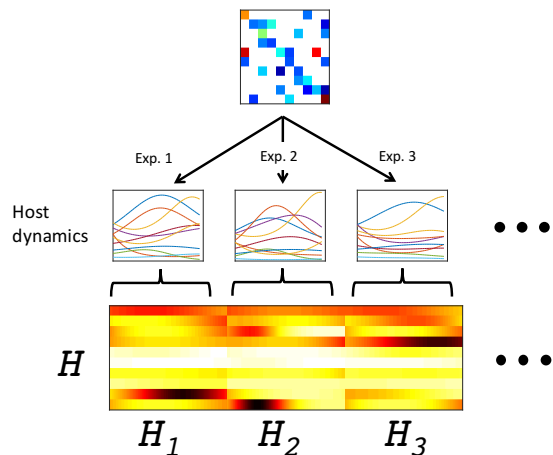 Exp. 1
Exp. 2
Exp. 3
Host
dynamics
H
H1
H2
H3